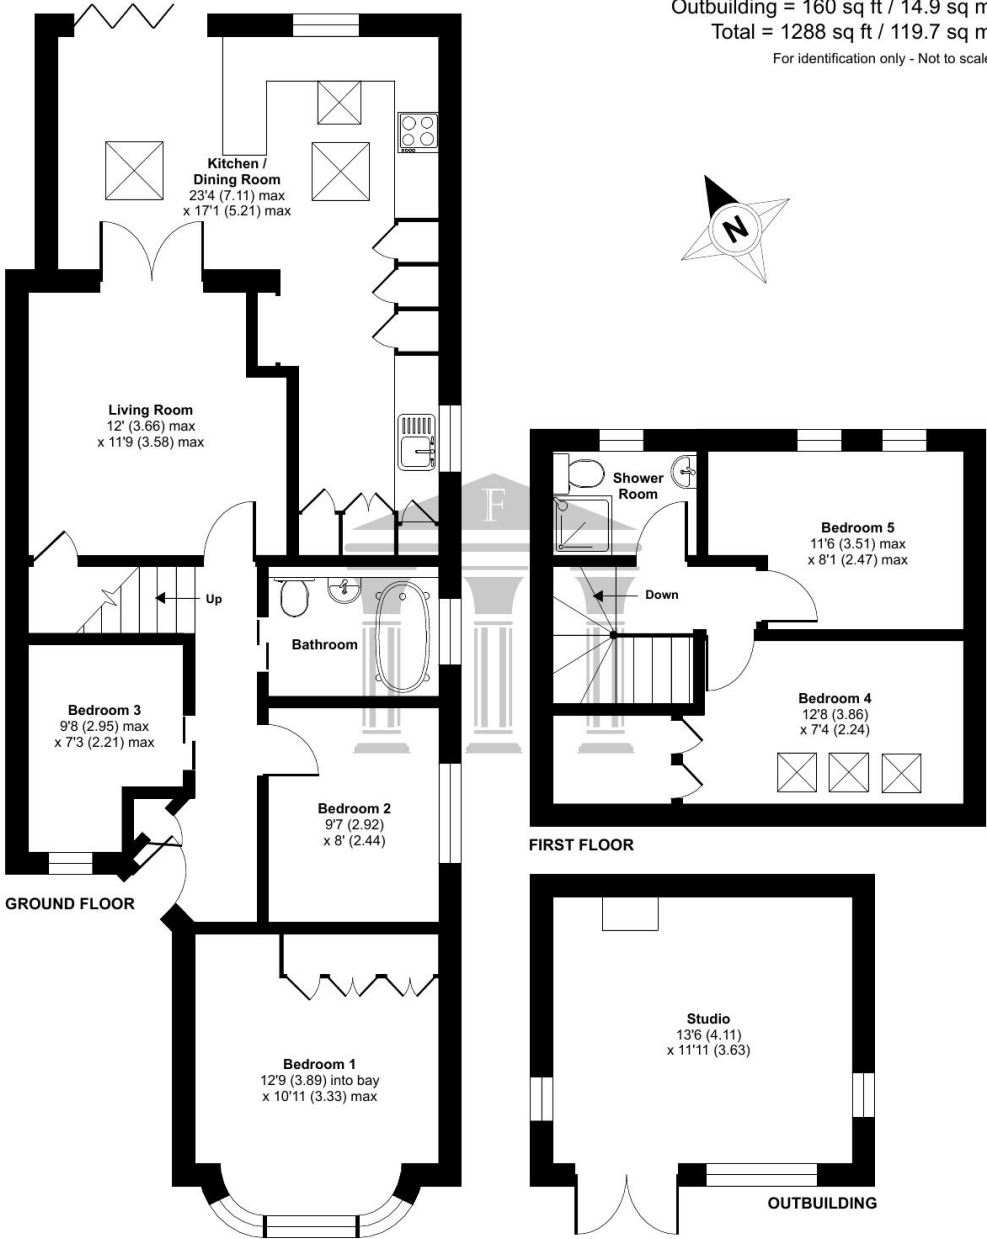 Outbuilding = 160 sq ft / 14.9 sq m
Total = 1288 sq ft / 119.7 sq m
For identification only - Not to scale
Kitchen /
Dining Room
23'4 (7.11) max
x 17'1 (5.21) max
N
Living Room
12' (3.66) max
x 11'9 (3.58) max
F
Shower
Room
Bedroom 5
11'6 (3.51) max
x 8'1 (2.47) max
Up
Down
Bathroom
Bedroom 3
9'8 (2.95) max
x 7'3 (2.21) max
Bedroom 4
12'8 (3.86)
x 7'4 (2.24)
Bedroom 2
9'7 (2.92)
x 8' (2.44)
FIRST FLOOR
GROUND FLOOR
Studio
13'6 (4.11)
x 11'11 (3.63)
Bedroom 1
12'9 (3.89) into bay
x 10'11 (3.33) max
OUTBUILDING